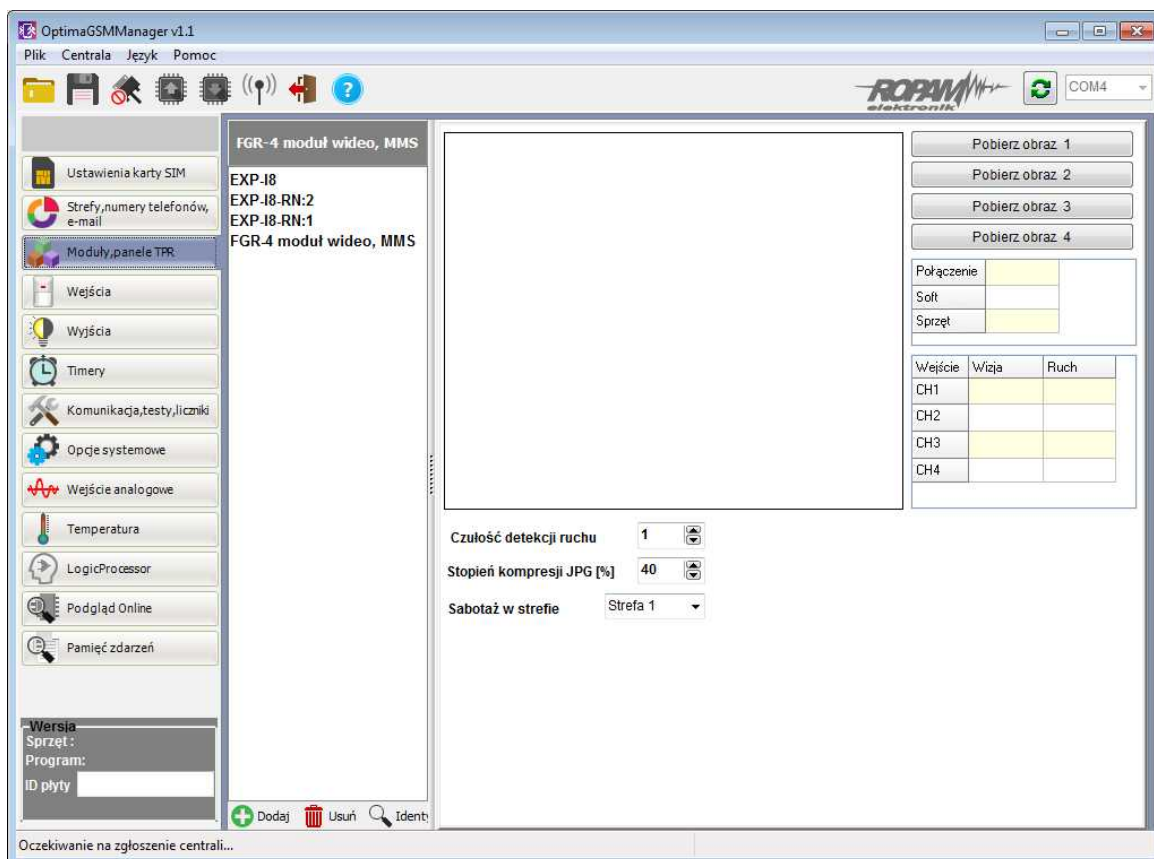 OptimaGSMManager v1.1
Plik Centrala Język Pomoc
ROPAM
elektronik
COM4
Ustawienia karty SIM
Strefy,numery telefonów,
e-mail
Moduły,panele TPR
Wejścia
Wyjścia
Timery
Komunikacja,testy,liczniki
Opcje systemowe
Wejście analogowe
Temperatura
LogicProcessor
Podgląd Online
Pamięć zdarzeń
Wersja
Sprzęt :
Program:
ID płyty
FGR-4 moduł wideo, MMS
EXP-I8
EXP-I8-RN:2
EXP-I8-RN:1
FGR-4 moduł wideo, MMS
Dodaj Usuń Identy
Pobierz obraz 1
Pobierz obraz 2
Pobierz obraz 3
Pobierz obraz 4
Połączenie
Soft
Sprzęt
Wejście Wizja Ruch
CH1
CH2
CH3
CH4
Czułość detekcji ruchu 1
Stopień kompresji JPG [%] 40
Sabotaż w strefie Strefa 1
Oczekiwanie na zgłoszenie centrali...